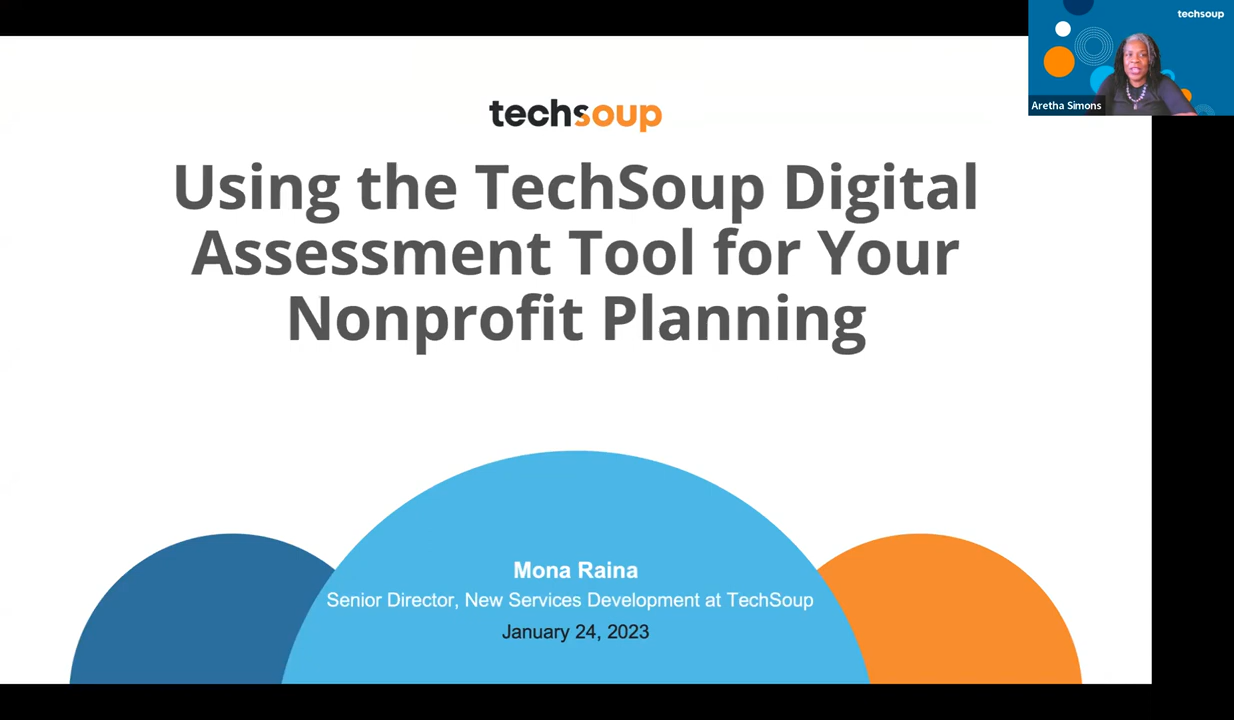 techsoup
Aretha Simons
techsoup
Using the TechSoup Digital
Assessment Tool for Your
Nonprofit Planning
Mona Raina
Senior Director, New Services Development at TechSoup
January 24, 2023